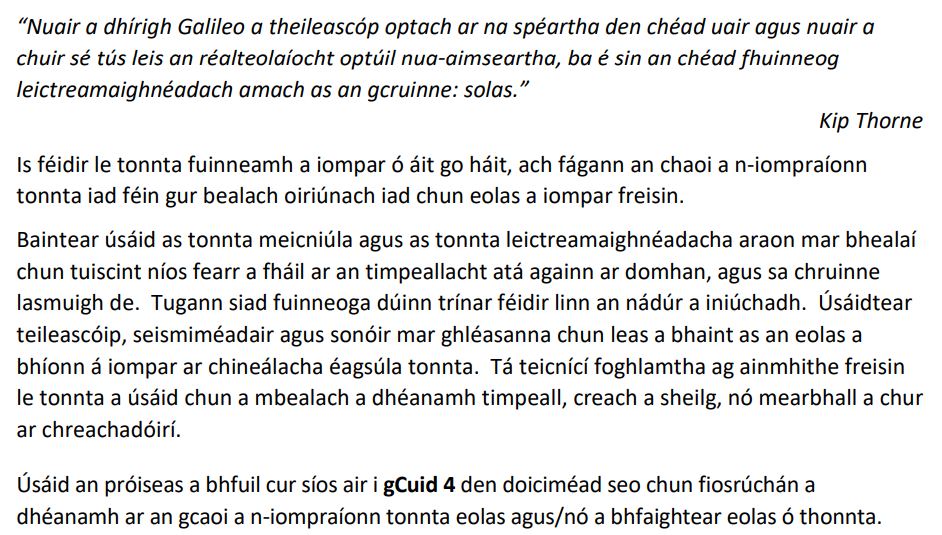 “Nuair a dhírigh Galileo a theileascóp optach ar na spéartha den chéad uair agus nuair a
chuir sé tús leis an réalteolaíocht optúil nua-aimseartha, ba é sin an chéad fhuinneog
leictreamaighnéadach amach as an gcruinne: solas.”
Kip Thorne
Is féidir le tonnta fuinneamh a iompar ó áit go háit, ach fágann an chaoi a n-iompraíonn
tonnta iad féin gur bealach oiriúnach iad chun eolas a iompar freisin.
Baintear úsáid as tonnta meicniúla agus as tonnta leictreamaighnéadacha araon mar bhealaí
chun tuiscint níos fearr a fháil ar an timpeallacht atá againn ar domhan, agus sa chruinne
lasmuigh de.  Tugann siad fuinneoga dúinn trínar féidir linn an nádúr a iniúchadh.  Úsáidtear
teileascóip, seismiméadair agus sonóir mar ghléasanna chun leas a bhaint as an eolas a
bhíonn á iompar ar chineálacha éagsúla tonnta.  Tá teicnící foghlamtha ag ainmhithe freisin
le tonnta a úsáid chun a mbealach a dhéanamh timpeall, creach a sheilg, nó mearbhall a chur
ar chreachadóirí.
Úsáid an próiseas a bhfuil cur síos air i gCuid 4 den doiciméad seo chun fiosrúchán a
dhéanamh ar an gcaoi a n-iompraíonn tonnta eolas agus/nó a bhfaightear eolas ó thonnta.